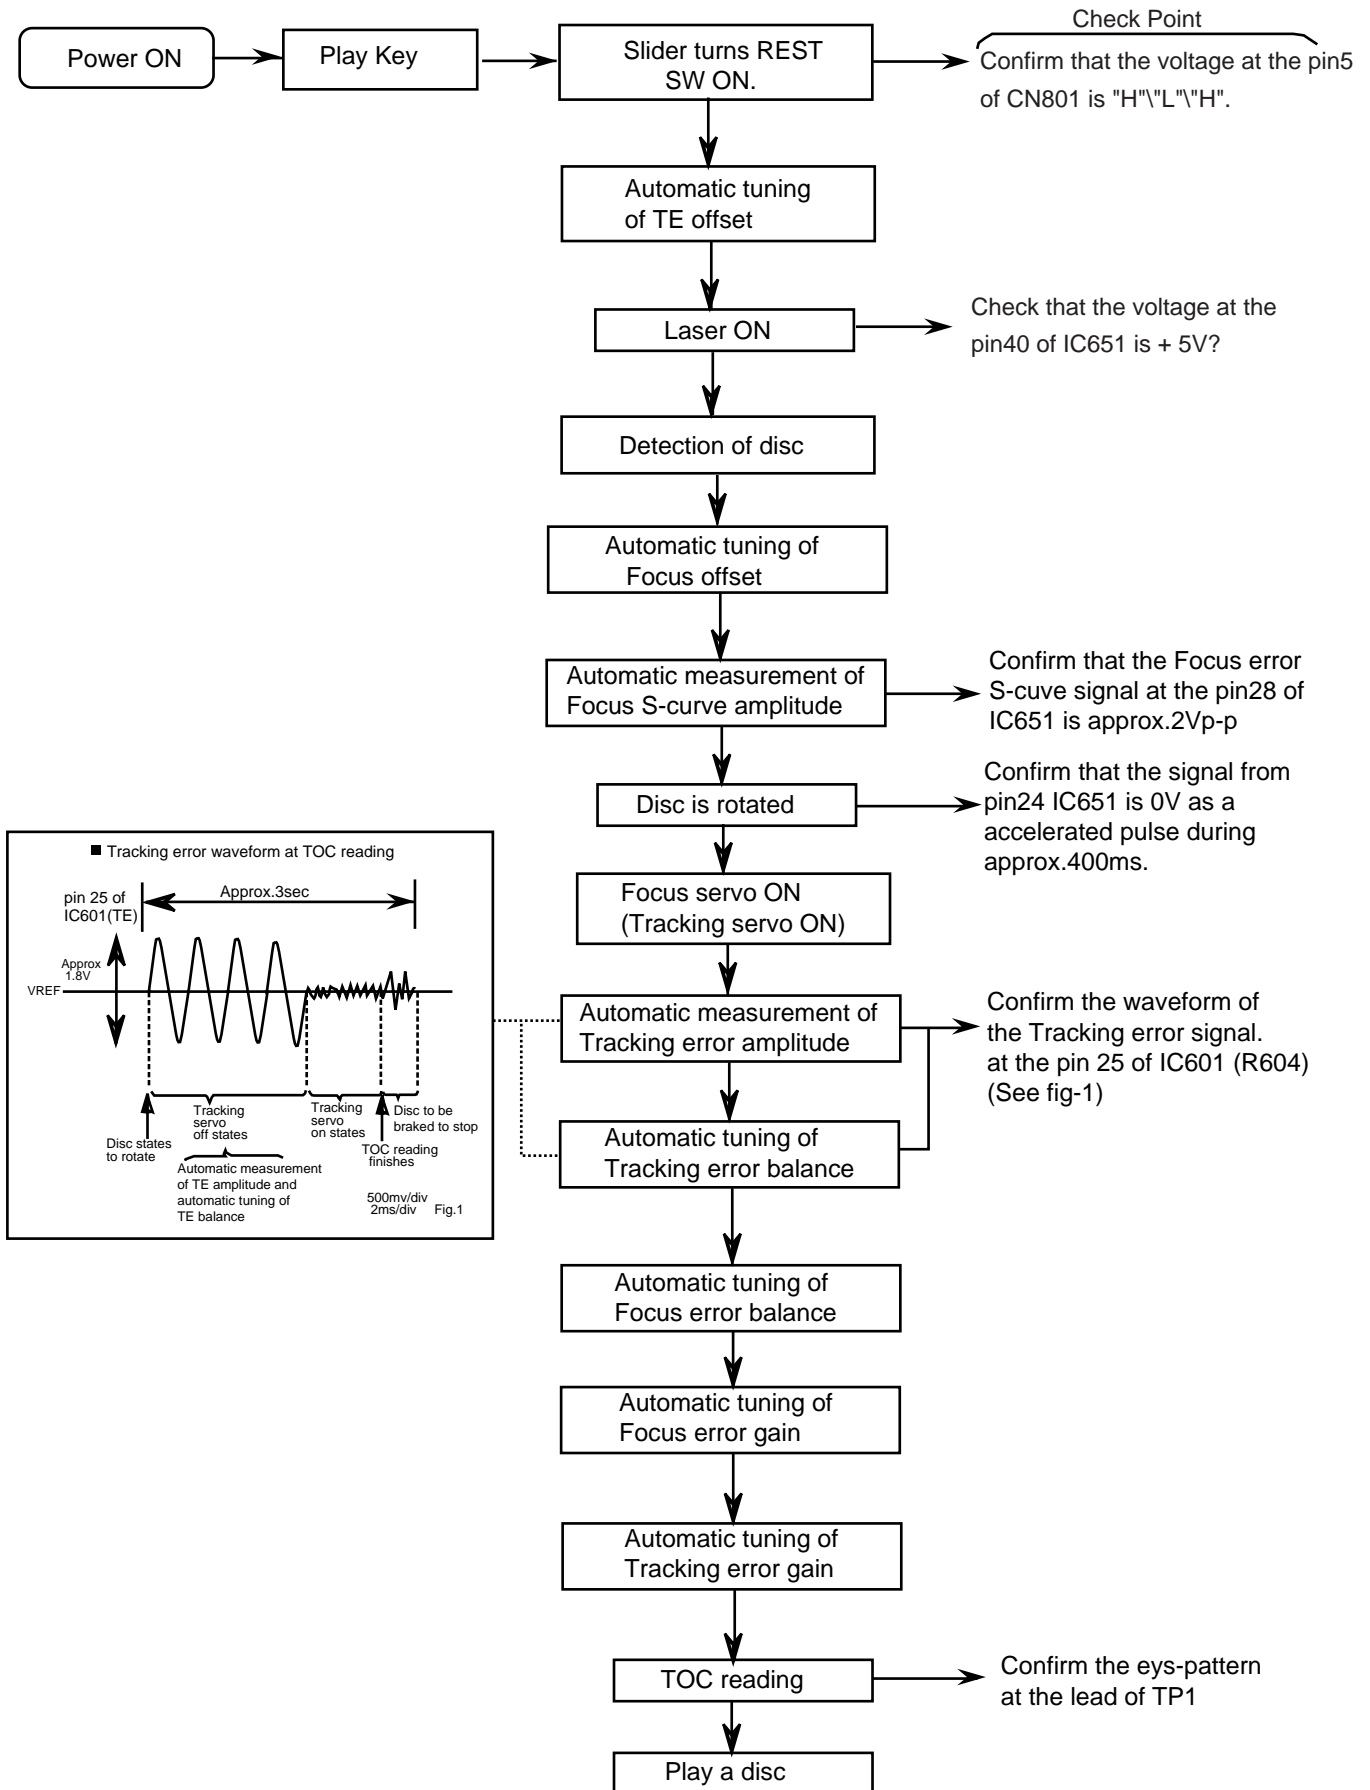 Check Point
Power ON
Play Key
Slider turns REST
SW ON.
Confirm that the voltage at the pin5
of CN801 is "H"\"L"\"H".
Automatic tuning
of TE offset
Laser ON
Check that the voltage at the
pin40 of IC651 is + 5V?
Detection of disc
Automatic tuning of
Focus offset
Automatic measurement of
Focus S-curve amplitude
Confirm that the Focus error
S-cuve signal at the pin28 of
IC651 is approx.2Vp-p
Disc is rotated
Confirm that the signal from
pin24 IC651 is 0V as a
accelerated pulse during
approx.400ms.
Focus servo ON
(Tracking servo ON)
■ Tracking error waveform at TOC reading
pin 25 of
IC601(TE)
Approx.3sec
Approx
1.8V
VREF
Disc states
to rotate
Tracking
servo
off states
Tracking
servo
on states
Disc to be
braked to stop
TOC reading
finishes
Automatic measurement
of TE amplitude and
automatic tuning of
TE balance
500mv/div
2ms/div
Fig.1
Automatic measurement of
Tracking error amplitude
Confirm the waveform of
the Tracking error signal.
at the pin 25 of IC601 (R604)
(See fig-1)
Automatic tuning of
Tracking error balance
Automatic tuning of
Focus error balance
Automatic tuning of
Focus error gain
Automatic tuning of
Tracking error gain
TOC reading
Confirm the eys-pattern
at the lead of TP1
Play a disc